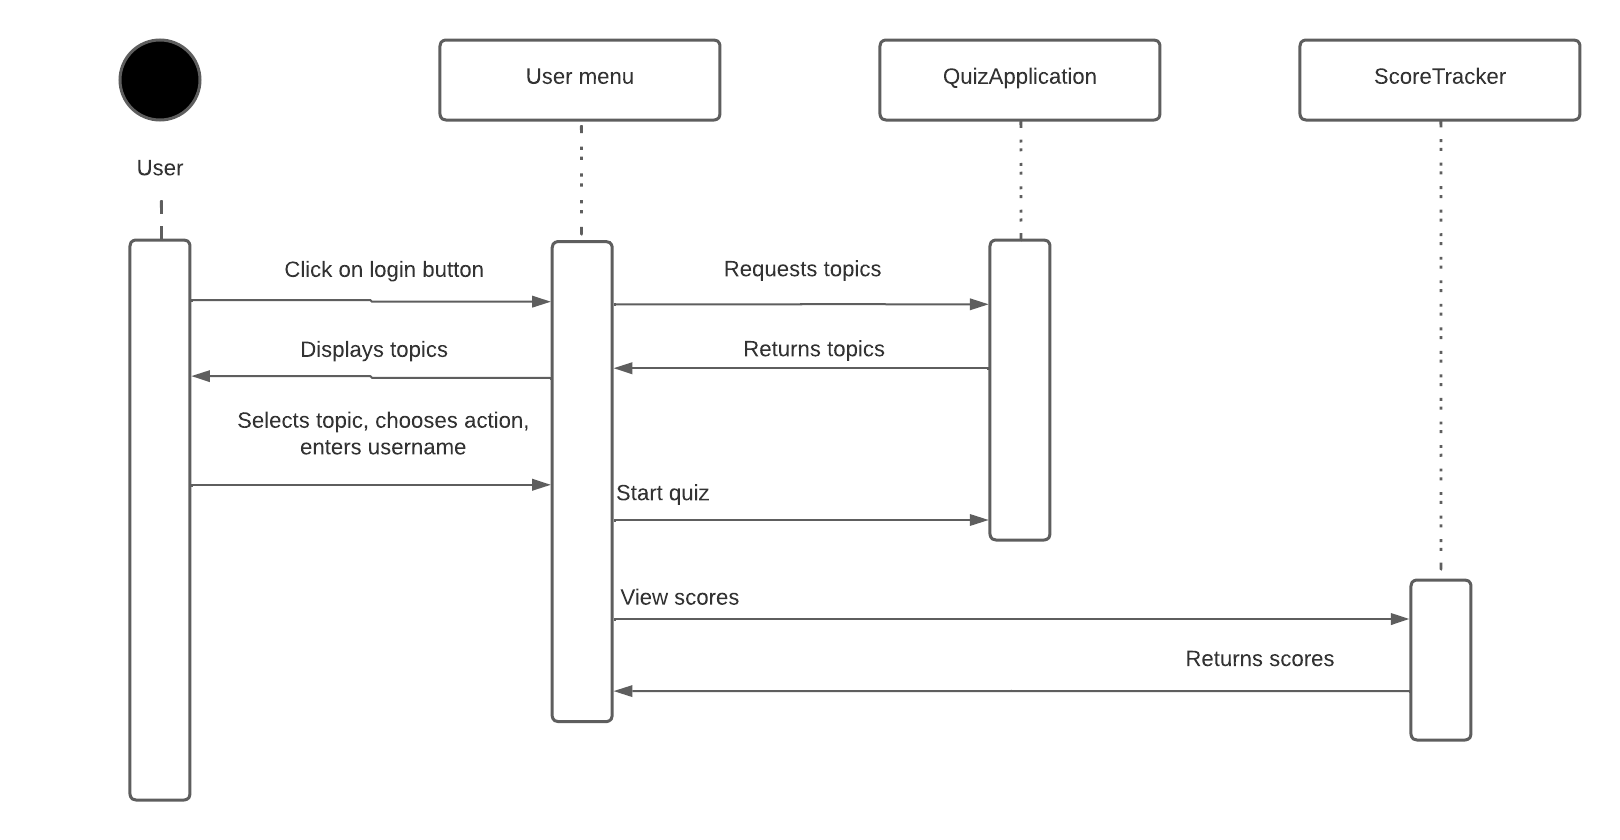 User menu
QuizApplication
ScoreTracker
User
Click on login button
Requests topics
Displays topics
Returns topics
Selects topic, chooses action,
enters username
Start quiz
View scores
Returns scores